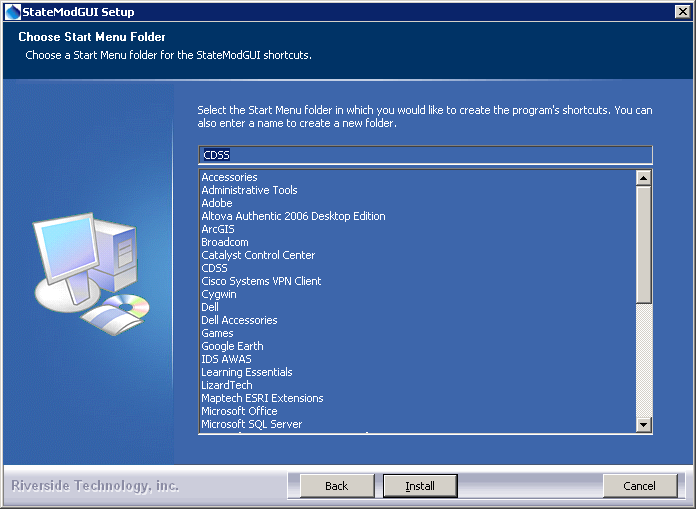 StateModGUI Setup
Choose Start Menu Folder
Choose a Start Menu folder for the StateModGUI shortcuts.
Select the Start Menu folder in which you would like to create the program's shortcuts. You can
also enter a name to create a new folder.
CDSS
Accessories
Administrative Tools
Adobe
Altova Authentic 2006 Desktop Edition
ArcGIS
Broadcom
Catalyst Control Center
CDSS
Cisco Systems VPN Client
Cygwin
Dell
Dell Accessories
Games
Google Earth
IDS AWAS
Learning Essentials
LizardTech
Maptech ESRI Extensions
Microsoft Office
Microsoft SQL Server
Riverside Technology, inc.
Back
Install
Cancel